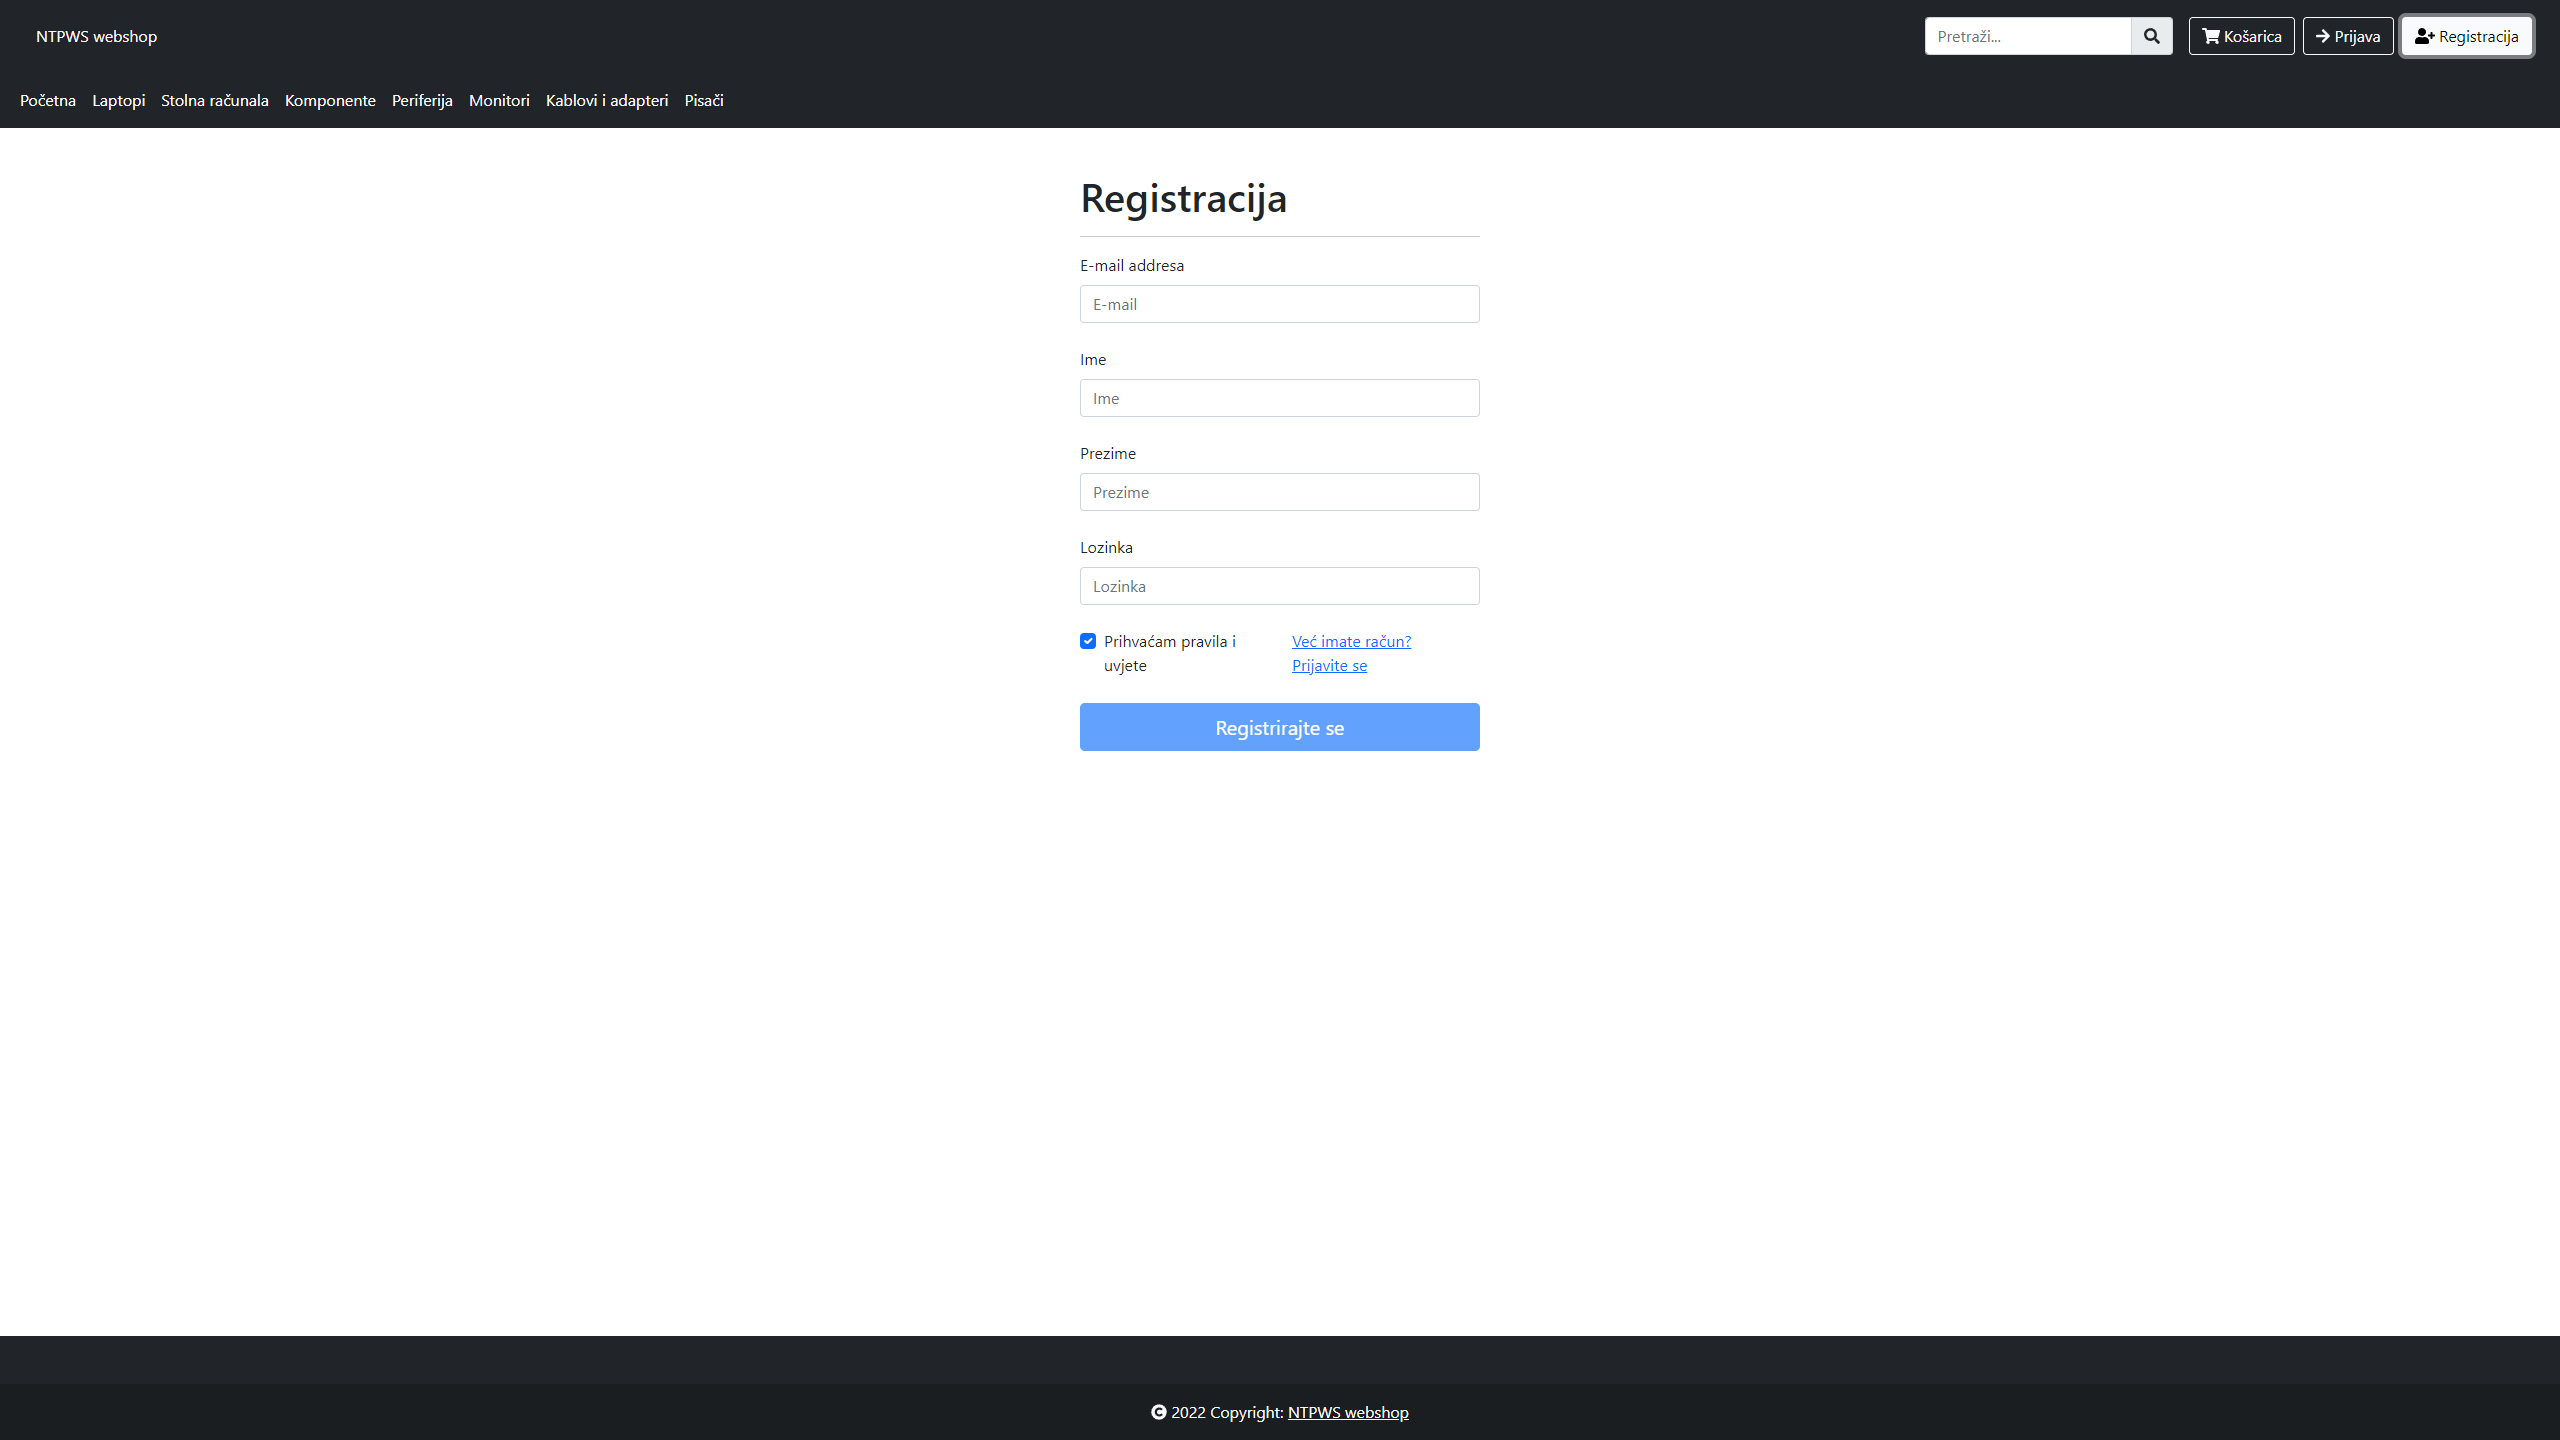 NTPWS webshop
Pretraži...
Košarica
Prijava
Registracija
Početna Laptopi Stolna računala Komponente Periferija Monitori Kablovi i adapteri Pisači
Registracija
E-mail addresa
E-mail
Ime
Ime
Prezime
Prezime
Lozinka
Lozinka
Prihvaćam pravila i
uvjete
Već imate račun?
Prijavite se
Registrirajte se
© 2022 Copyright: NTPWS webshop